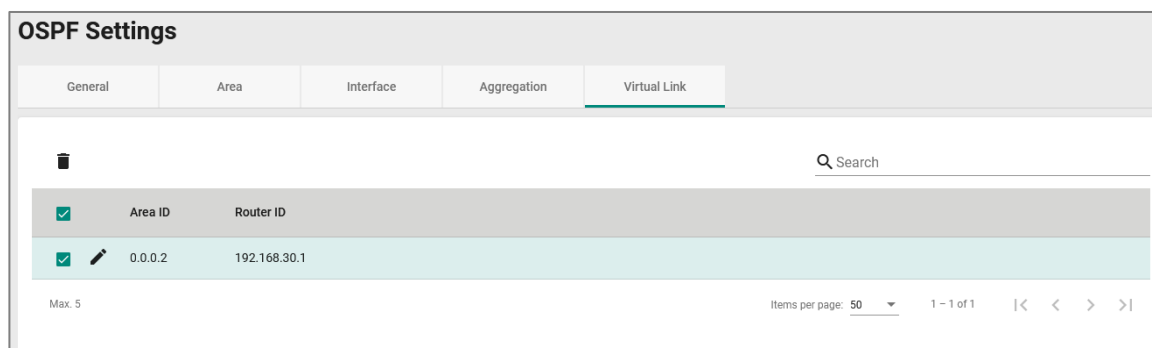 OSPF Settings
General Area Interface Aggregation Virtual Link
Search
Area ID Router ID
0.0.0.2 192.168.30.1
Max. 5 Items per page: 50 1 – 1 of 1